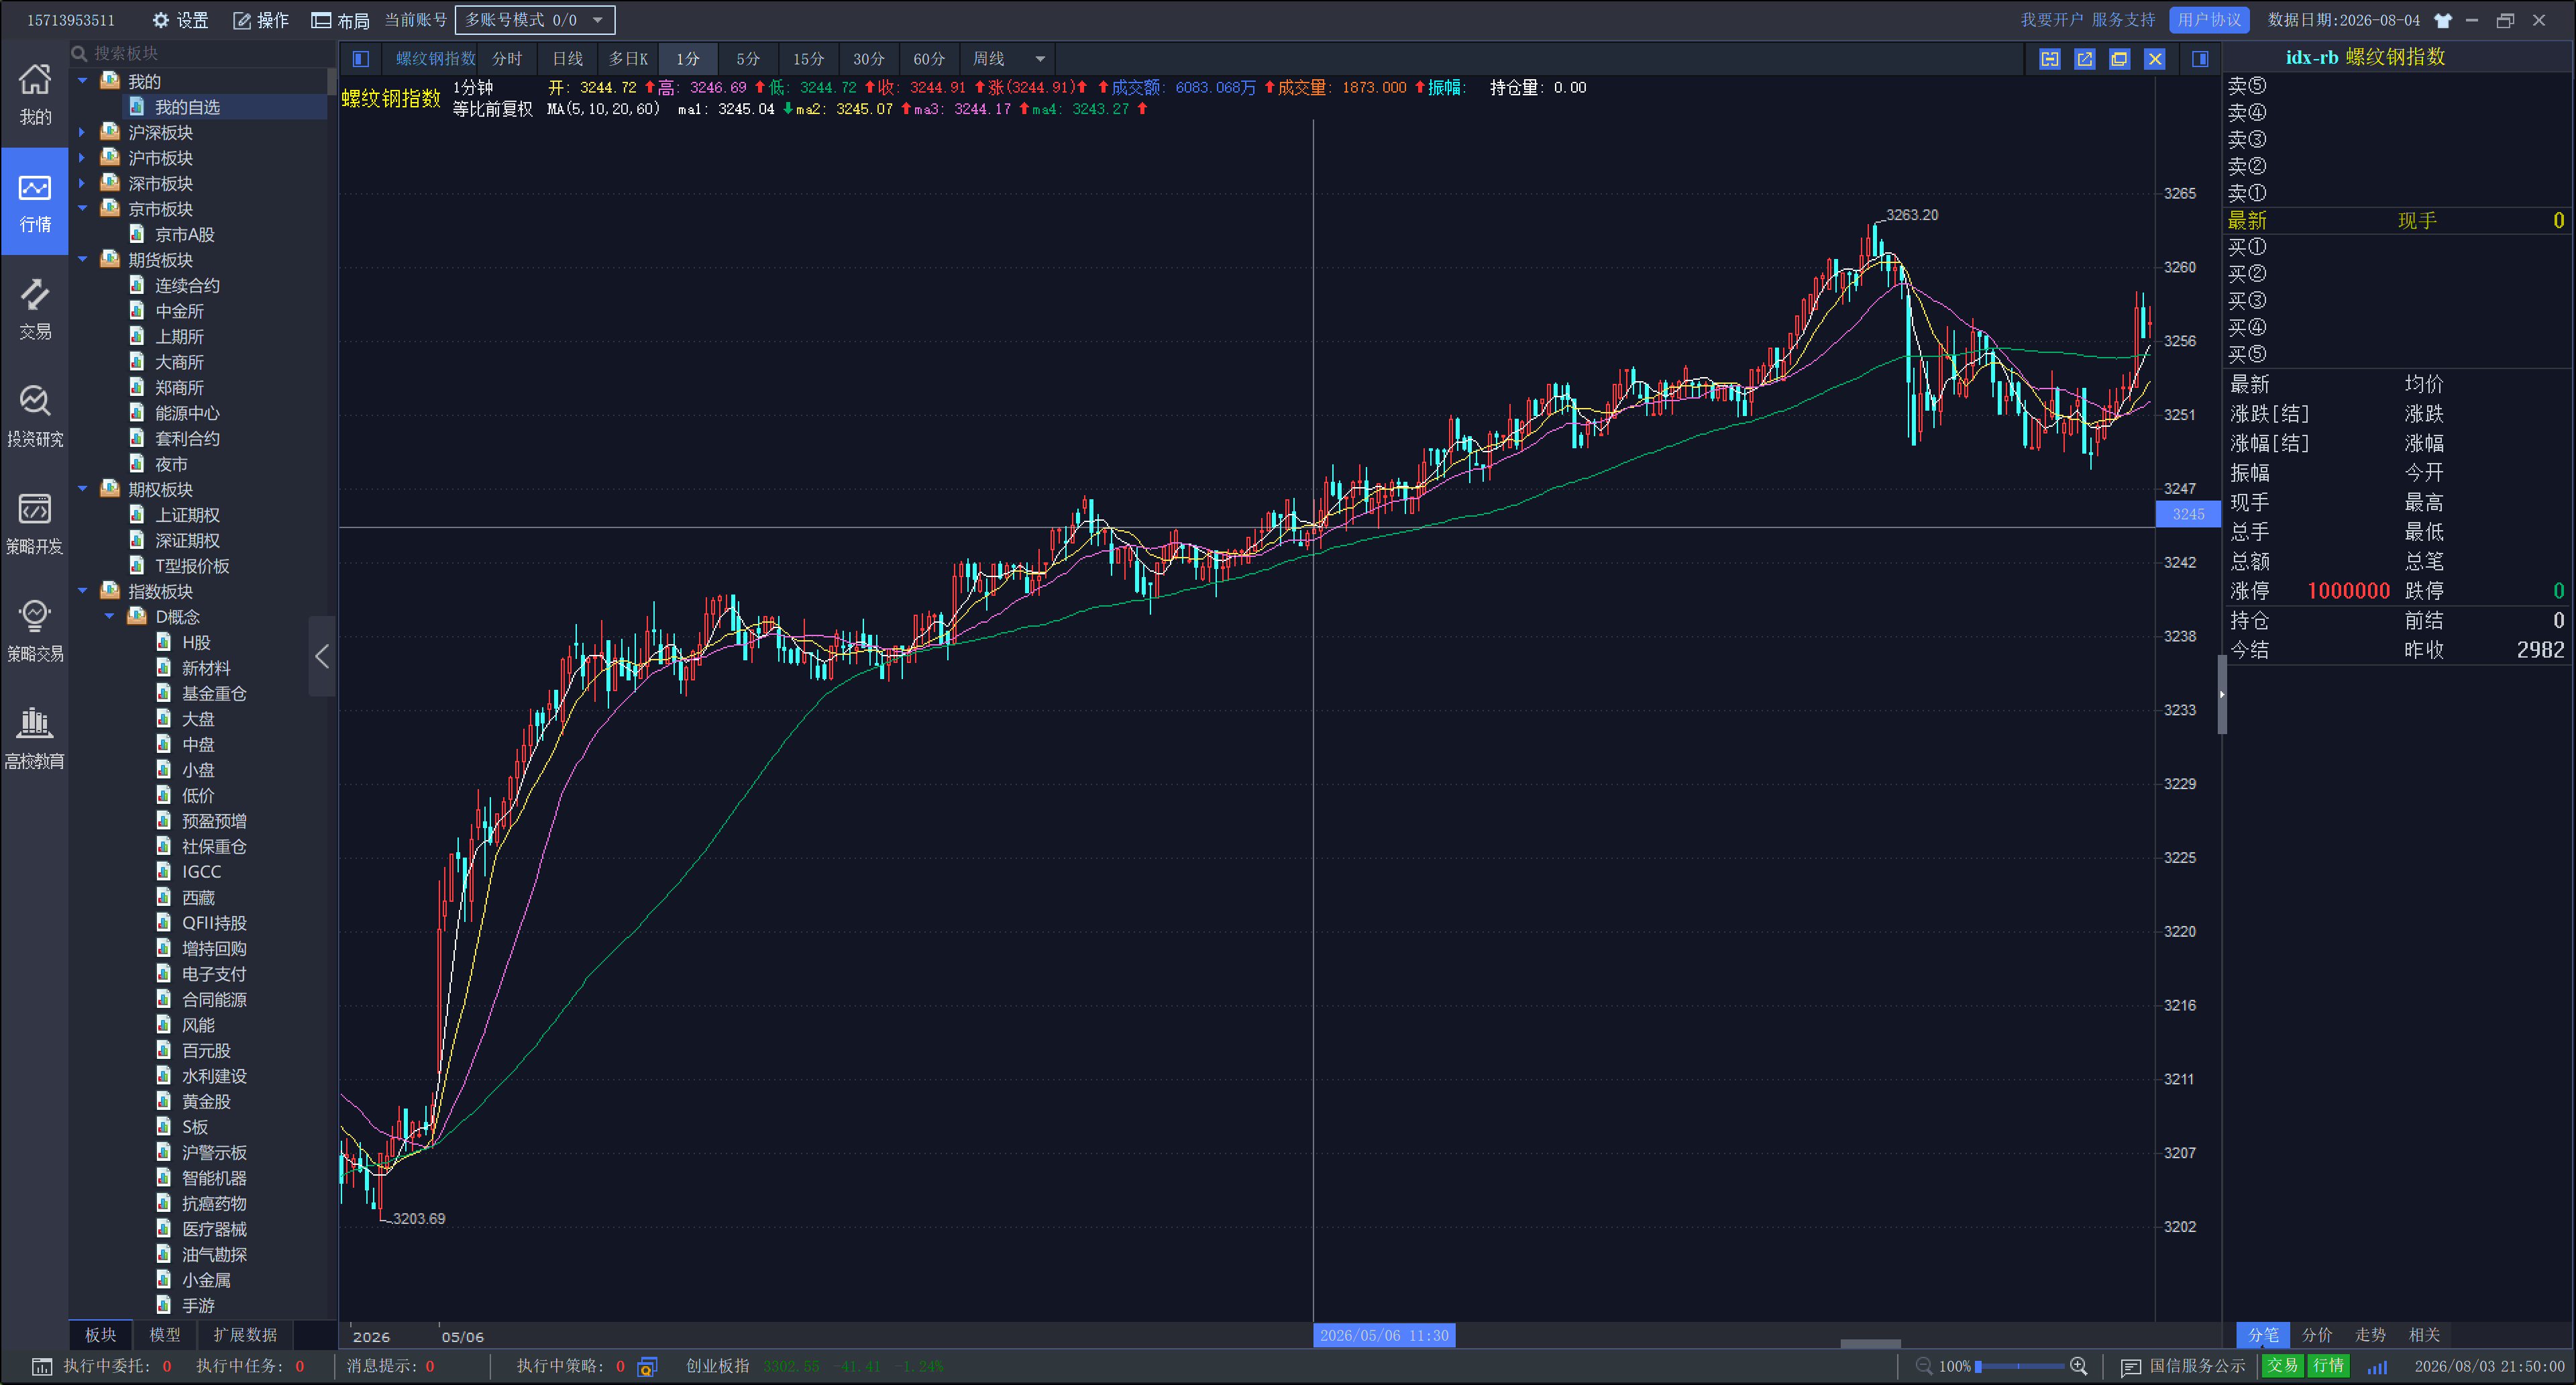 15713953511 设置 操作 布局 当前账号 多账号模式 0/0 我要开户 服务支持 用户协议 数据日期:2026-08-04
我的
行情
交易
投资研究
策略开发
策略交易
高校教育
搜索板块
我的
我的自选
沪深板块
沪市板块
深市板块
京市板块
京市A股
期货板块
连续合约
中金所
上期所
大商所
郑商所
能源中心
套利合约
夜市
期权板块
上证期权
深证期权
T型报价板
指数板块
D概念
H股
新材料
基金重仓
大盘
中盘
小盘
低价
预盈预增
社保重仓
IGCC
西藏
QFII持股
增持回购
电子支付
合同能源
风能
百元股
水利建设
黄金股
S板
沪警示板
智能机器
抗癌药物
医疗器械
油气勘探
小金属
手游
板块 模型 扩展数据
螺纹钢指数 分时 日线 多日K 1分 5分 15分 30分 60分 周线
螺纹钢指数
1分钟 开: 3244.72 ↑高: 3246.69 ↑低: 3244.72 ↑收: 3244.91 ↑涨(3244.91)↑ ↑成交额: 6083.068万 ↑成交量: 1873.000 ↑振幅: 持仓量: 0.00
等比前复权 MA(5,10,20,60) ma1: 3245.04 ↓ma2: 3245.07 ↑ma3: 3244.17 ↑ma4: 3243.27 ↑
3263.20
3203.69
3265
3260
3256
3251
3247
3245
3242
3238
3233
3229
3225
3220
3216
3211
3207
3202
2026 05/06 2026/05/06 11:30
idx-rb 螺纹钢指数
卖⑤
卖④
卖③
卖②
卖①
最新 现手 0
买①
买②
买③
买④
买⑤
最新 均价
涨跌[结] 涨跌
涨幅[结] 涨幅
振幅 今开
现手 最高
总手 最低
总额 总笔
涨停 1000000 跌停 0
持仓 前结 0
今结 昨收 2982
分笔 分价 走势 相关
执行中委托: 0 执行中任务: 0 消息提示: 0 执行中策略: 0 创业板指 3302.55 -41.41 -1.24% 100% 国信服务公示 交易 行情 2026/08/03 21:50:00